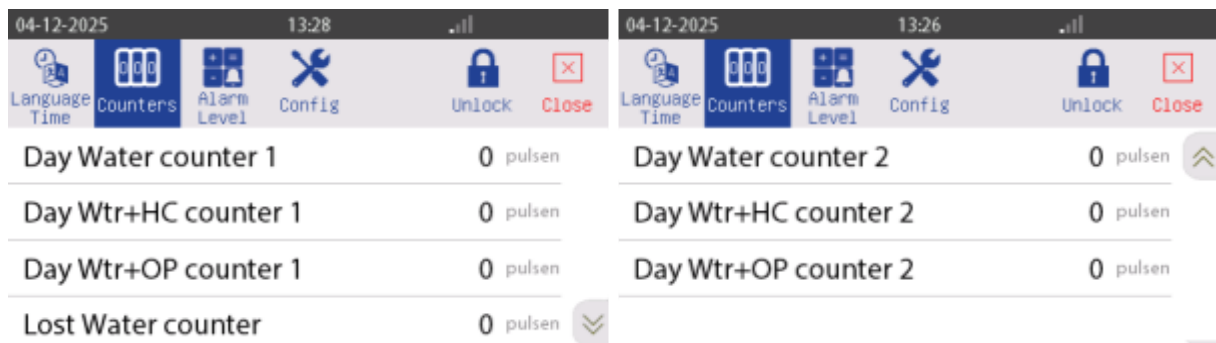 04-12-2025 13:28
Language Time Counters Alarm Level Config Unlock Close
Day Water counter 1 0 pulsen
Day Wtr+HC counter 1 0 pulsen
Day Wtr+OP counter 1 0 pulsen
Lost Water counter 0 pulsen
04-12-2025 13:26
Language Time Counters Alarm Level Config Unlock Close
Day Water counter 2 0 pulsen
Day Wtr+HC counter 2 0 pulsen
Day Wtr+OP counter 2 0 pulsen